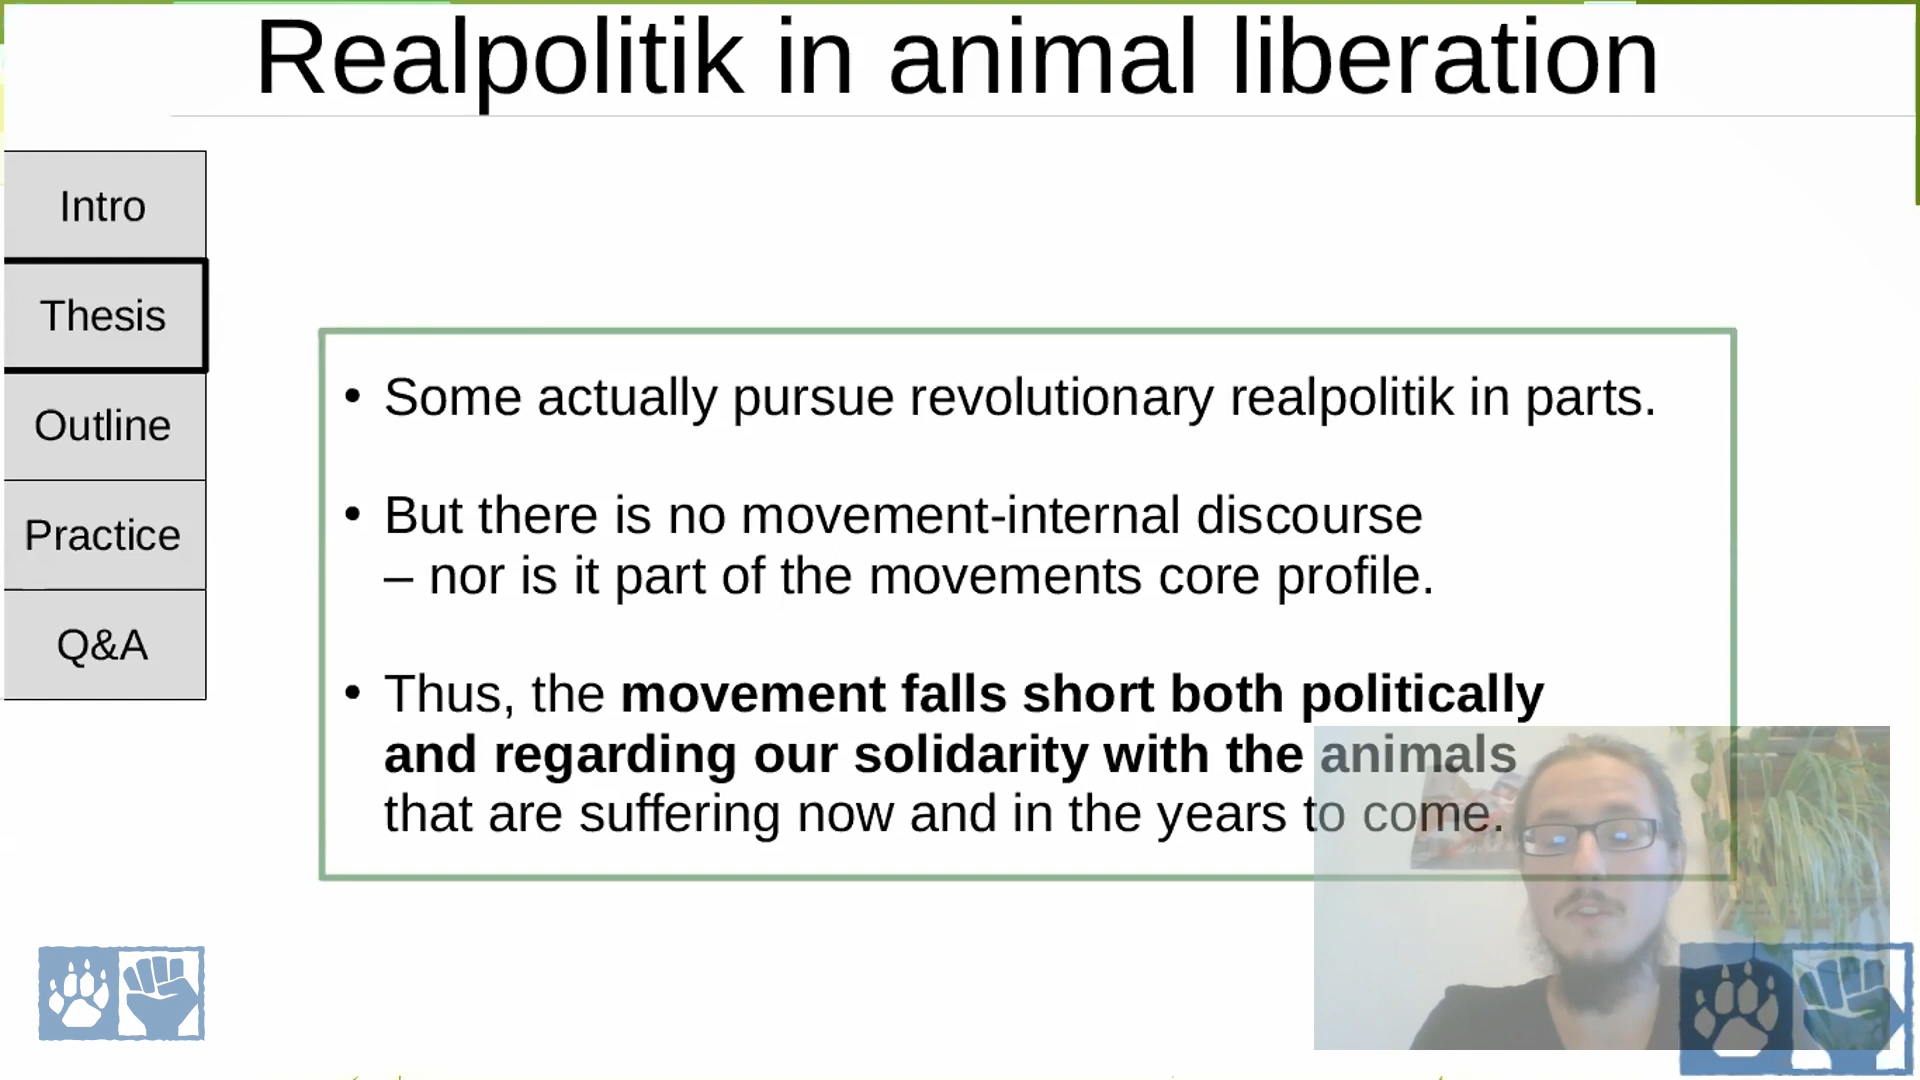 Realpolitik in animal liberation
Intro
Thesis
Outline
Practice
Q&A
• Some actually pursue revolutionary realpolitik in parts.
• But there is no movement-internal discourse
– nor is it part of the movements core profile.
• Thus, the movement falls short both politically
and regarding our solidarity with the animals
that are suffering now and in the years to come.